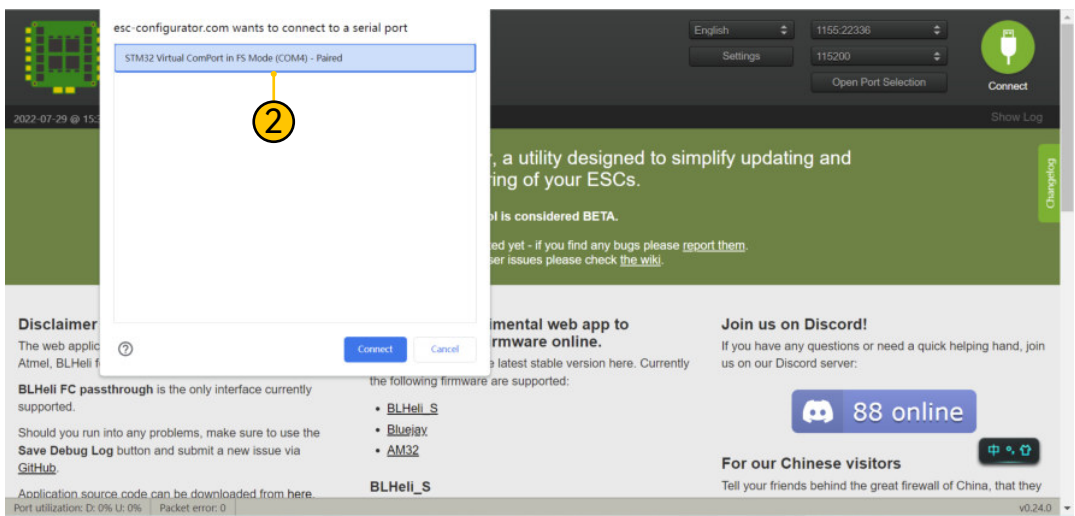 esc-configurator.com wants to connect to a serial port
STM32 Virtual ComPort in FS Mode (COM4) - Paired
2
Connect
Cancel
English
Settings
1155:22336
115200
Open Port Selection
Connect
2022-07-29 @ 15:
Show Log
Changelog
, a utility designed to simplify updating and
ring of your ESCs.
ol is considered BETA.
ted yet - if you find any bugs please report them.
ser issues please check the wiki.
Disclaimer
The web applic
Atmel, BLHeli f
BLHeli FC passthrough is the only interface currently
supported.
Should you run into any problems, make sure to use the
Save Debug Log button and submit a new issue via
GitHub.
Application source code can be downloaded from here.
imental web app to
rmware online.
latest stable version here. Currently
the following firmware are supported:
• BLHeli_S
• Bluejay
• AM32
BLHeli_S
Join us on Discord!
If you have any questions or need a quick helping hand, join
us on our Discord server:
88 online
中
For our Chinese visitors
Tell your friends behind the great firewall of China, that they
Port utilization: D: 0% U: 0%
Packet error: 0
v0.24.0